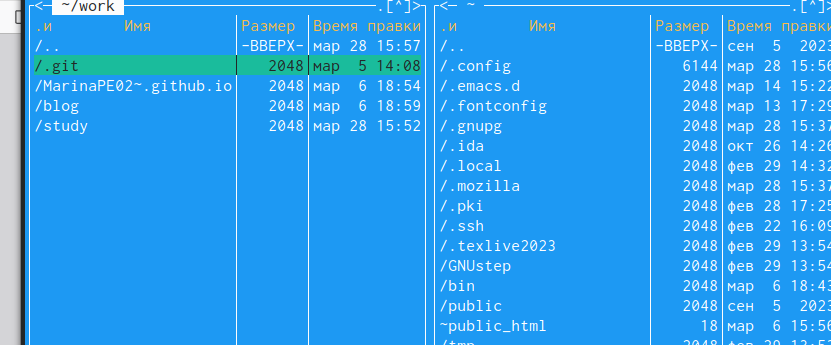 <- ~/work .[^]>
.и Имя Размер Время правки
/.. -ВВЕРХ- мар 28 15:57
/.git 2048 мар 5 14:08
/MarinaPE02~.github.io 2048 мар 6 18:54
/blog 2048 мар 6 18:59
/study 2048 мар 28 15:52
<- ~ .[^]>
.и Имя Размер Время правки
/.. -ВВЕРХ- сен 5 2023
/.config 6144 мар 28 15:56
/.emacs.d 2048 мар 14 15:22
/.fontconfig 2048 мар 13 17:29
/.gnupg 2048 мар 28 15:37
/.ida 2048 окт 26 14:26
/.local 2048 фев 29 14:32
/.mozilla 2048 мар 28 15:37
/.pki 2048 фев 28 17:25
/.ssh 2048 фев 22 16:09
/.texlive2023 2048 фев 29 13:54
/GNUstep 2048 фев 29 13:54
/bin 2048 мар 6 18:43
/public 2048 сен 5 2023
~public_html 18 мар 6 15:56
/tmp 2048 фев 29 13:53